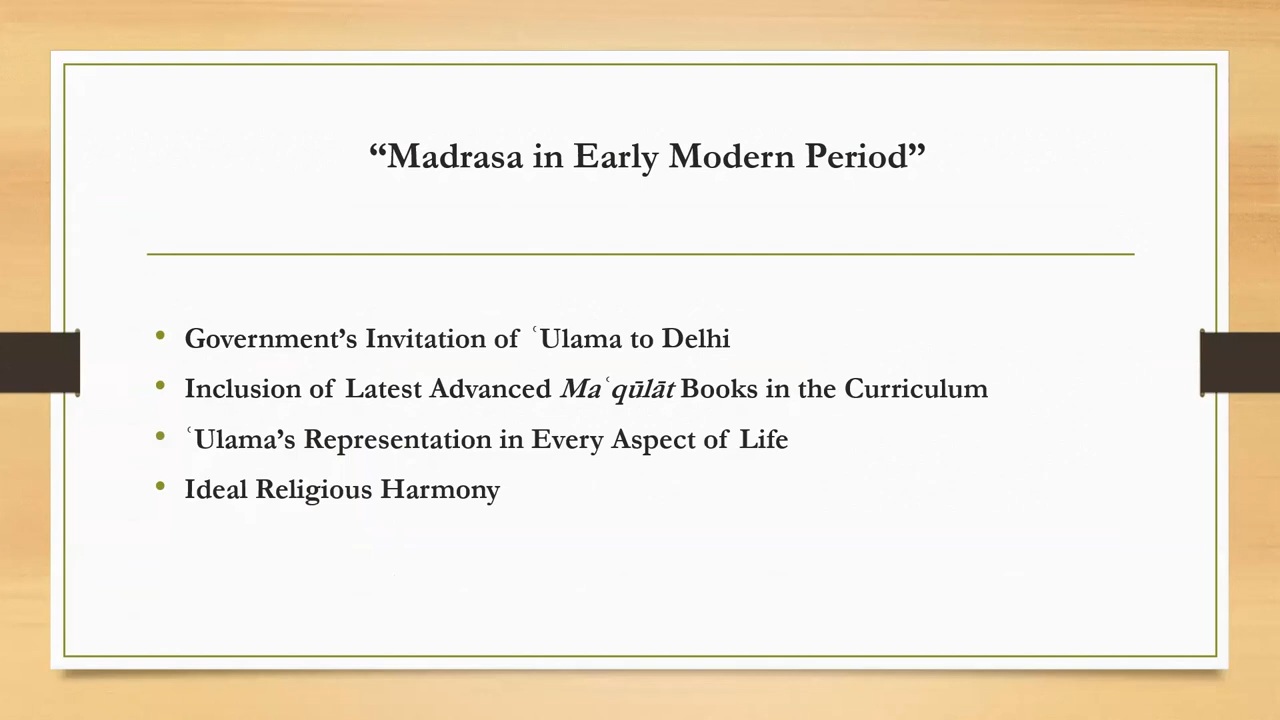 “Madrasa in Early Modern Period”
• Government’s Invitation of ʿUlama to Delhi
• Inclusion of Latest Advanced Maʿqūlāt Books in the Curriculum
• ʿUlama’s Representation in Every Aspect of Life
• Ideal Religious Harmony